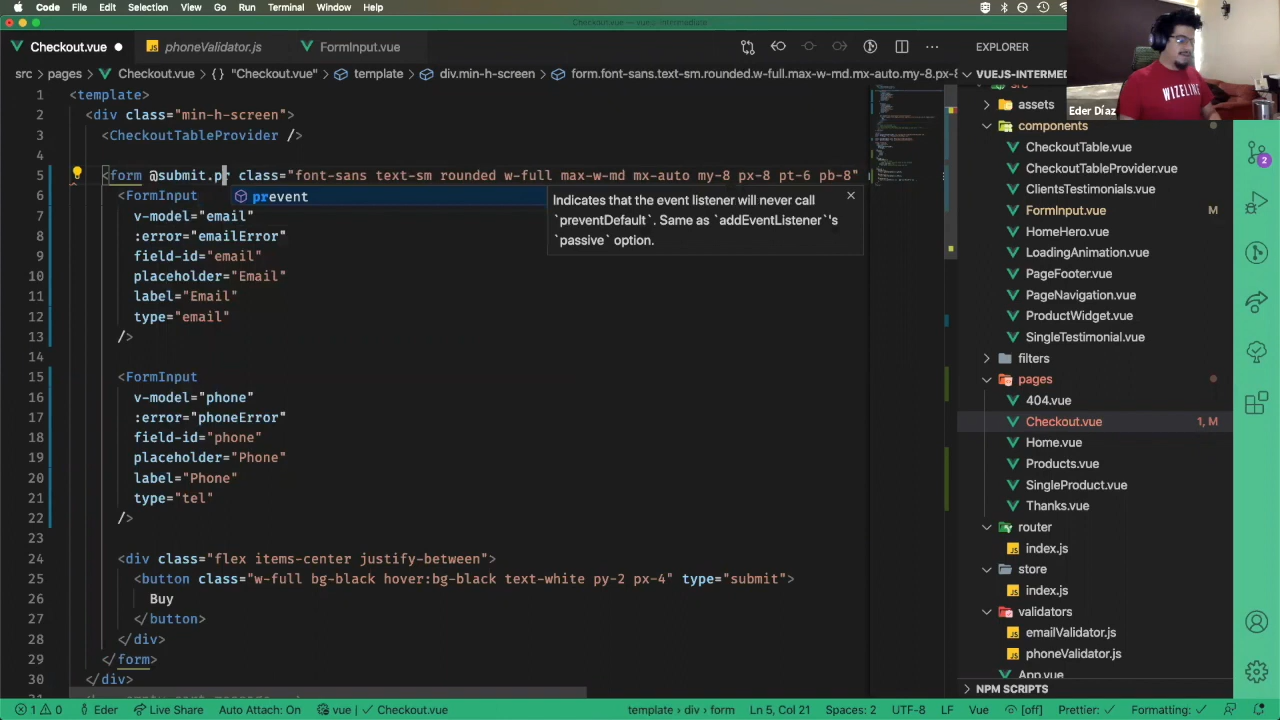 Code File Edit Selection View Go Run Terminal Window Help
Checkout.vue — vuejs-intermediate
Checkout.vue phoneValidator.js FormInput.vue
EXPLORER
src > pages > Checkout.vue > {} "Checkout.vue" > template > div.min-h-screen > form.font-sans.text-sm.rounded.w-full.max-w-md.mx-auto.my-8.px-8
VUEJS-INTERMED
Eder Díaz
WIZELINE
1 <template>
2 <div class="min-h-screen">
3 <CheckoutTableProvider />
4
5 <form @submit.pr class="font-sans text-sm rounded w-full max-w-md mx-auto my-8 px-8 pt-6 pb-8"
prevent
Indicates that the event listener will never call
`preventDefault`. Same as `addEventListener`'s
`passive` option.
6 <FormInput
7 v-model="email"
8 :error="emailError"
9 field-id="email"
10 placeholder="Email"
11 label="Email"
12 type="email"
13 />
14
15 <FormInput
16 v-model="phone"
17 :error="phoneError"
18 field-id="phone"
19 placeholder="Phone"
20 label="Phone"
21 type="tel"
22 />
23
24 <div class="flex items-center justify-between">
25 <button class="w-full bg-black hover:bg-black text-white py-2 px-4" type="submit">
26 Buy
27 </button>
28 </div>
29 </form>
30 </div>
src
assets
components
CheckoutTable.vue
CheckoutTableProvider.vue
ClientsTestimonials.vue
FormInput.vue M
HomeHero.vue
LoadingAnimation.vue
PageFooter.vue
PageNavigation.vue
ProductWidget.vue
SingleTestimonial.vue
filters
pages
404.vue
Checkout.vue 1, M
Home.vue
Products.vue
SingleProduct.vue
Thanks.vue
router
index.js
store
index.js
validators
emailValidator.js
phoneValidator.js
App.vue
NPM SCRIPTS
2
1 0 Eder Live Share Auto Attach: On vue | Checkout.vue template › div › form Ln 5, Col 21 Spaces: 2 UTF-8 LF Vue [off] Prettier: ✓ Formatting: ✓